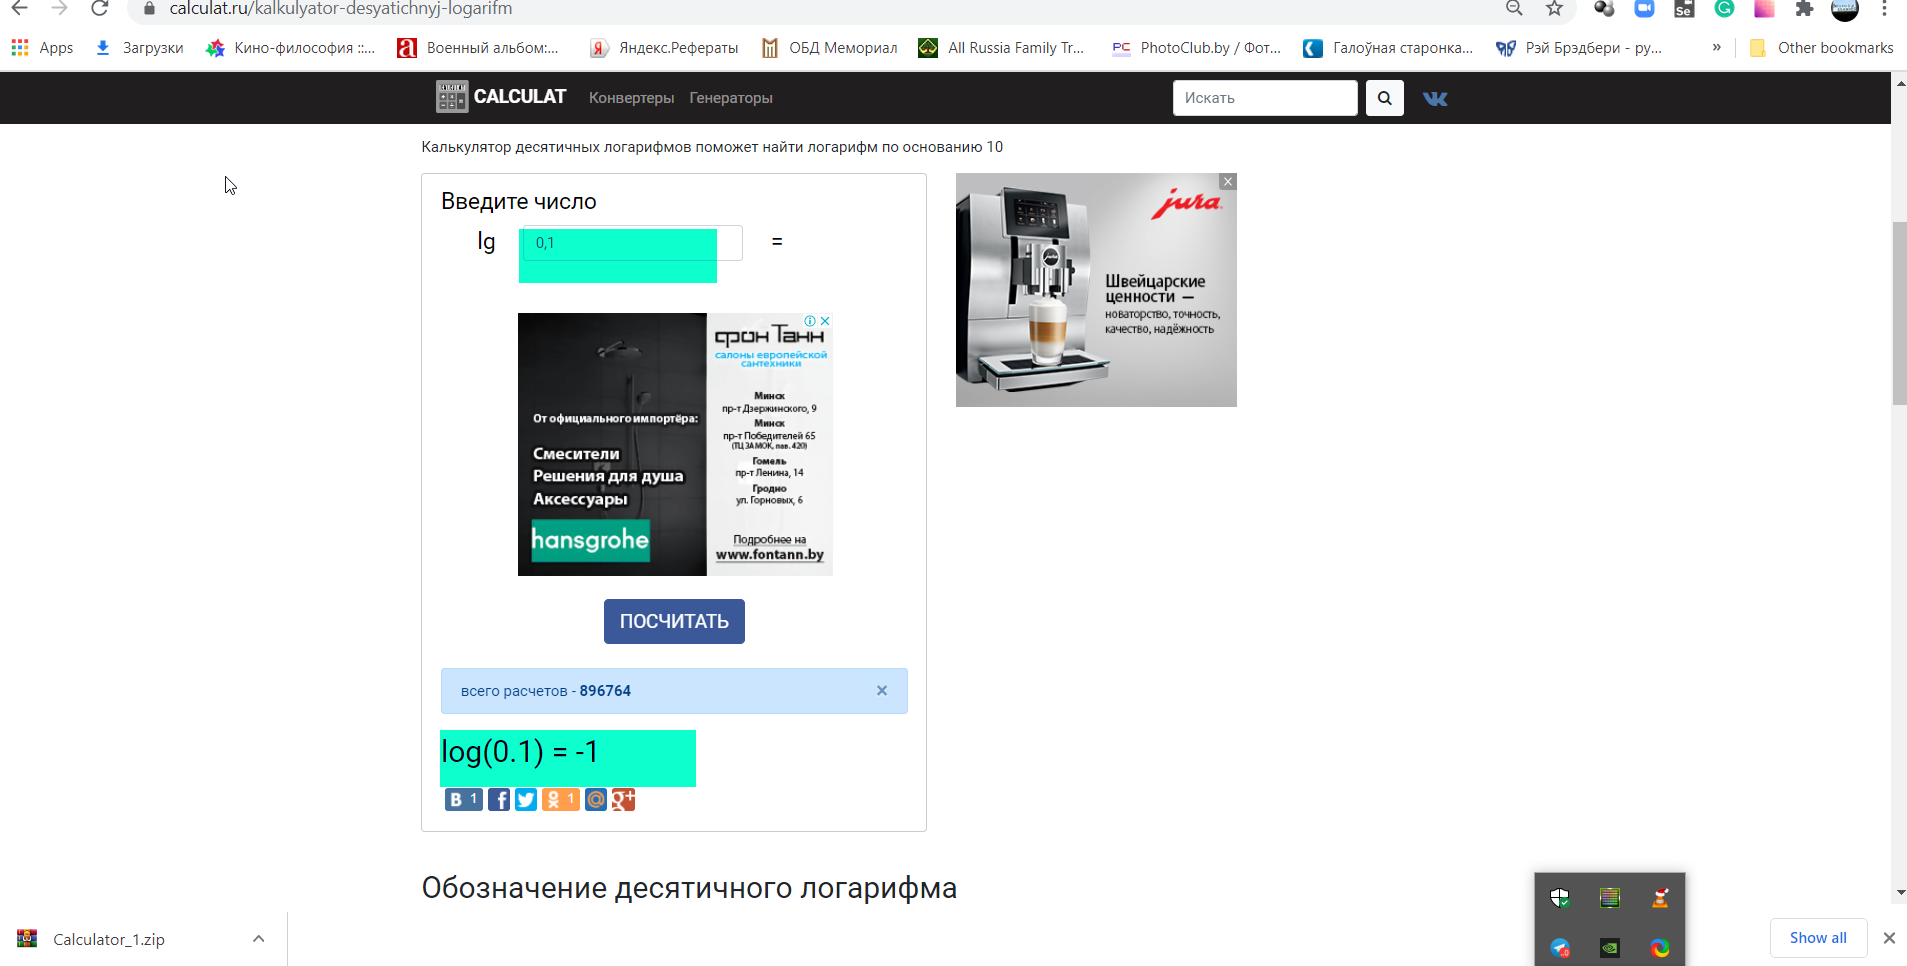 calculat.ru/kalkulyator-desyatichnyj-logarifm
Apps Загрузки Кино-философия ::... Военный альбом:... Яндекс.Рефераты ОБД Мемориал All Russia Family Tr... PhotoClub.by / Фот... Галоўная старонка... Рэй Брэдбери - ру... » Other bookmarks
CALCULAT Конвертеры Генераторы Искать
Калькулятор десятичных логарифмов поможет найти логарифм по основанию 10
Введите число
lg 0,1 =
jura
Швейцарские
ценности —
новаторство, точность,
качество, надёжность
От официального импортёра:
Смесители
Решения для душа
Аксессуары
hansgrohe
фон Танн
салоны европейской
сантехники
Минск
пр-т Дзержинского, 9
Минск
пр-т Победителей 65
(ТЦ ЗАМОК, пав. 420)
Гомель
пр-т Ленина, 14
Гродно
ул. Горновых, 6
Подробнее на
www.fontann.by
ПОСЧИТАТЬ
всего расчетов - 896764 ×
log(0.1) = -1
В 1 f 1 g+
Обозначение десятичного логарифма
Calculator_1.zip
Show all